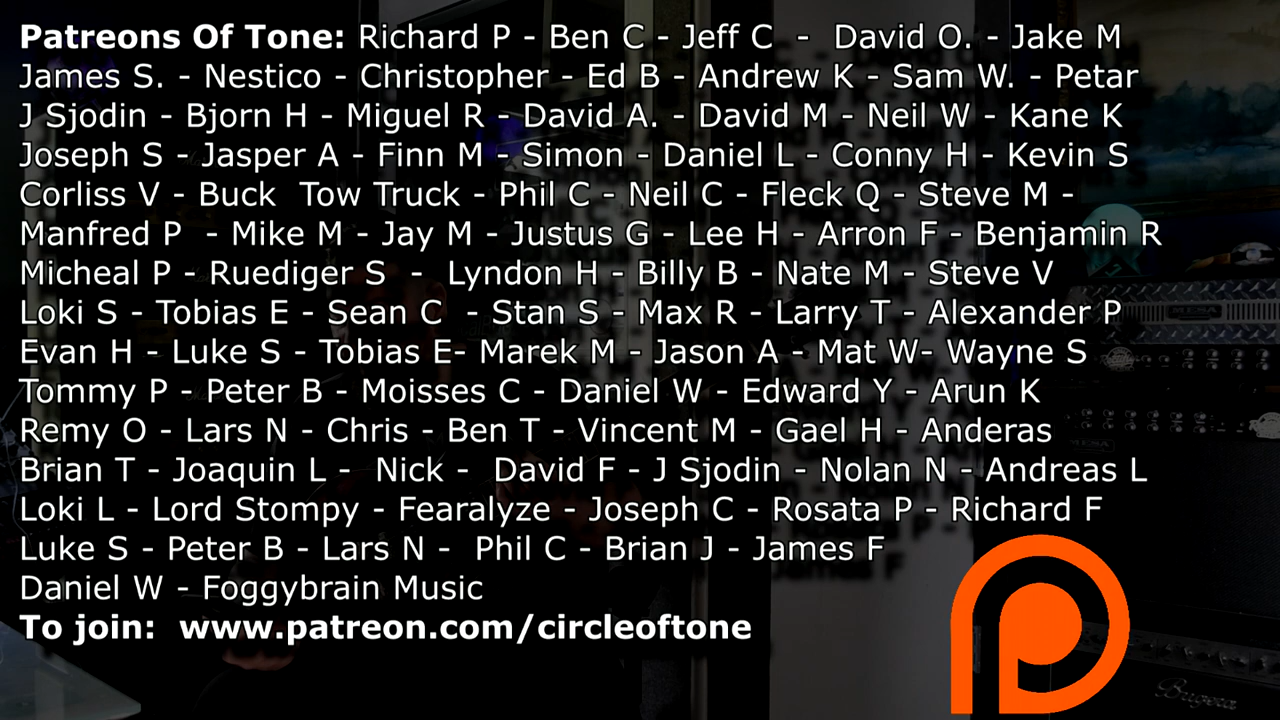 Patreons Of Tone: Richard P - Ben C - Jeff C - David O. - Jake M
James S. - Nestico - Christopher - Ed B - Andrew K - Sam W. - Petar
J Sjodin - Bjorn H - Miguel R - David A. - David M - Neil W - Kane K
Joseph S - Jasper A - Finn M - Simon - Daniel L - Conny H - Kevin S
Corliss V - Buck Tow Truck - Phil C - Neil C - Fleck Q - Steve M -
Manfred P - Mike M - Jay M - Justus G - Lee H - Arron F - Benjamin R
Micheal P - Ruediger S - Lyndon H - Billy B - Nate M - Steve V
Loki S - Tobias E - Sean C - Stan S - Max R - Larry T - Alexander P
Evan H - Luke S - Tobias E- Marek M - Jason A - Mat W- Wayne S
Tommy P - Peter B - Moisses C - Daniel W - Edward Y - Arun K
Remy O - Lars N - Chris - Ben T - Vincent M - Gael H - Anderas
Brian T - Joaquin L - Nick - David F - J Sjodin - Nolan N - Andreas L
Loki L - Lord Stompy - Fearalyze - Joseph C - Rosata P - Richard F
Luke S - Peter B - Lars N - Phil C - Brian J - James F
Daniel W - Foggybrain Music
To join: www.patreon.com/circleoftone
MESA
Bugera